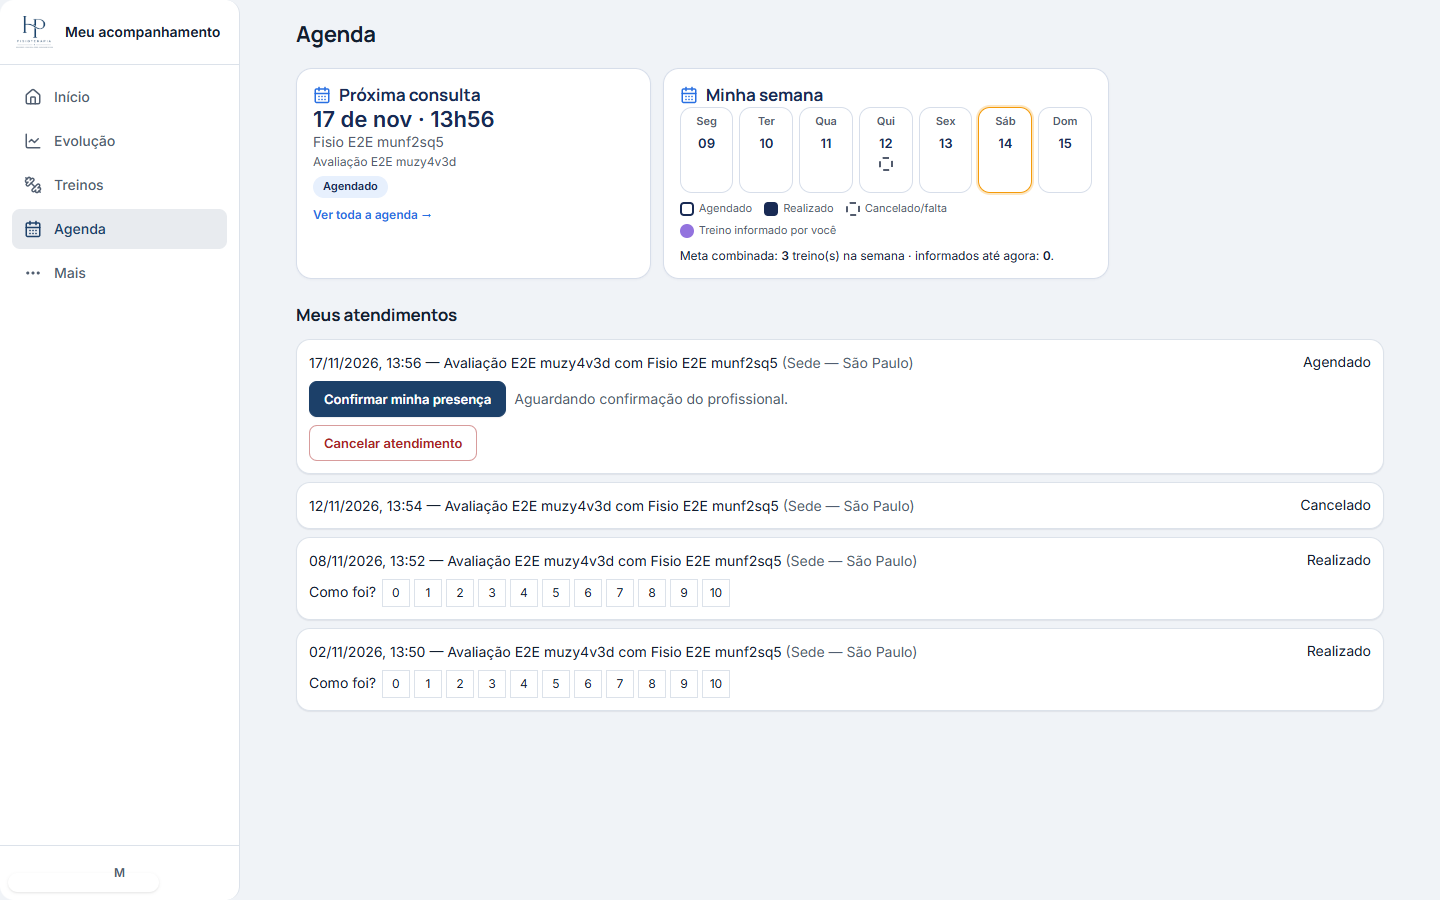 HP
Meu acompanhamento
Início
Evolução
Treinos
Agenda
Mais
M
Agenda
Próxima consulta
17 de nov · 13h56
Fisio E2E munf2sq5
Avaliação E2E muzy4v3d
Agendado
Ver toda a agenda →
Minha semana
Seg Ter Qua Qui Sex Sáb Dom
09 10 11 12 13 14 15
Agendado Realizado Cancelado/falta
Treino informado por você
Meta combinada: 3 treino(s) na semana · informados até agora: 0.
Meus atendimentos
17/11/2026, 13:56 — Avaliação E2E muzy4v3d com Fisio E2E munf2sq5 (Sede — São Paulo) Agendado
Confirmar minha presença Aguardando confirmação do profissional.
Cancelar atendimento
12/11/2026, 13:54 — Avaliação E2E muzy4v3d com Fisio E2E munf2sq5 (Sede — São Paulo) Cancelado
08/11/2026, 13:52 — Avaliação E2E muzy4v3d com Fisio E2E munf2sq5 (Sede — São Paulo) Realizado
Como foi? 0 1 2 3 4 5 6 7 8 9 10
02/11/2026, 13:50 — Avaliação E2E muzy4v3d com Fisio E2E munf2sq5 (Sede — São Paulo) Realizado
Como foi? 0 1 2 3 4 5 6 7 8 9 10